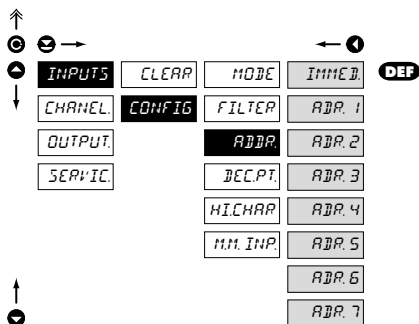 INPUTS CLEAR MODE IMMED. DEF
CHANEL. CONFIG FILTER ADR. 1
OUTPUT. ADDR. ADR. 2
SERVIC. DEC.PT. ADR. 3
HI.CHAR ADR. 4
M.M. INP. ADR. 5
ADR. 6
ADR. 7